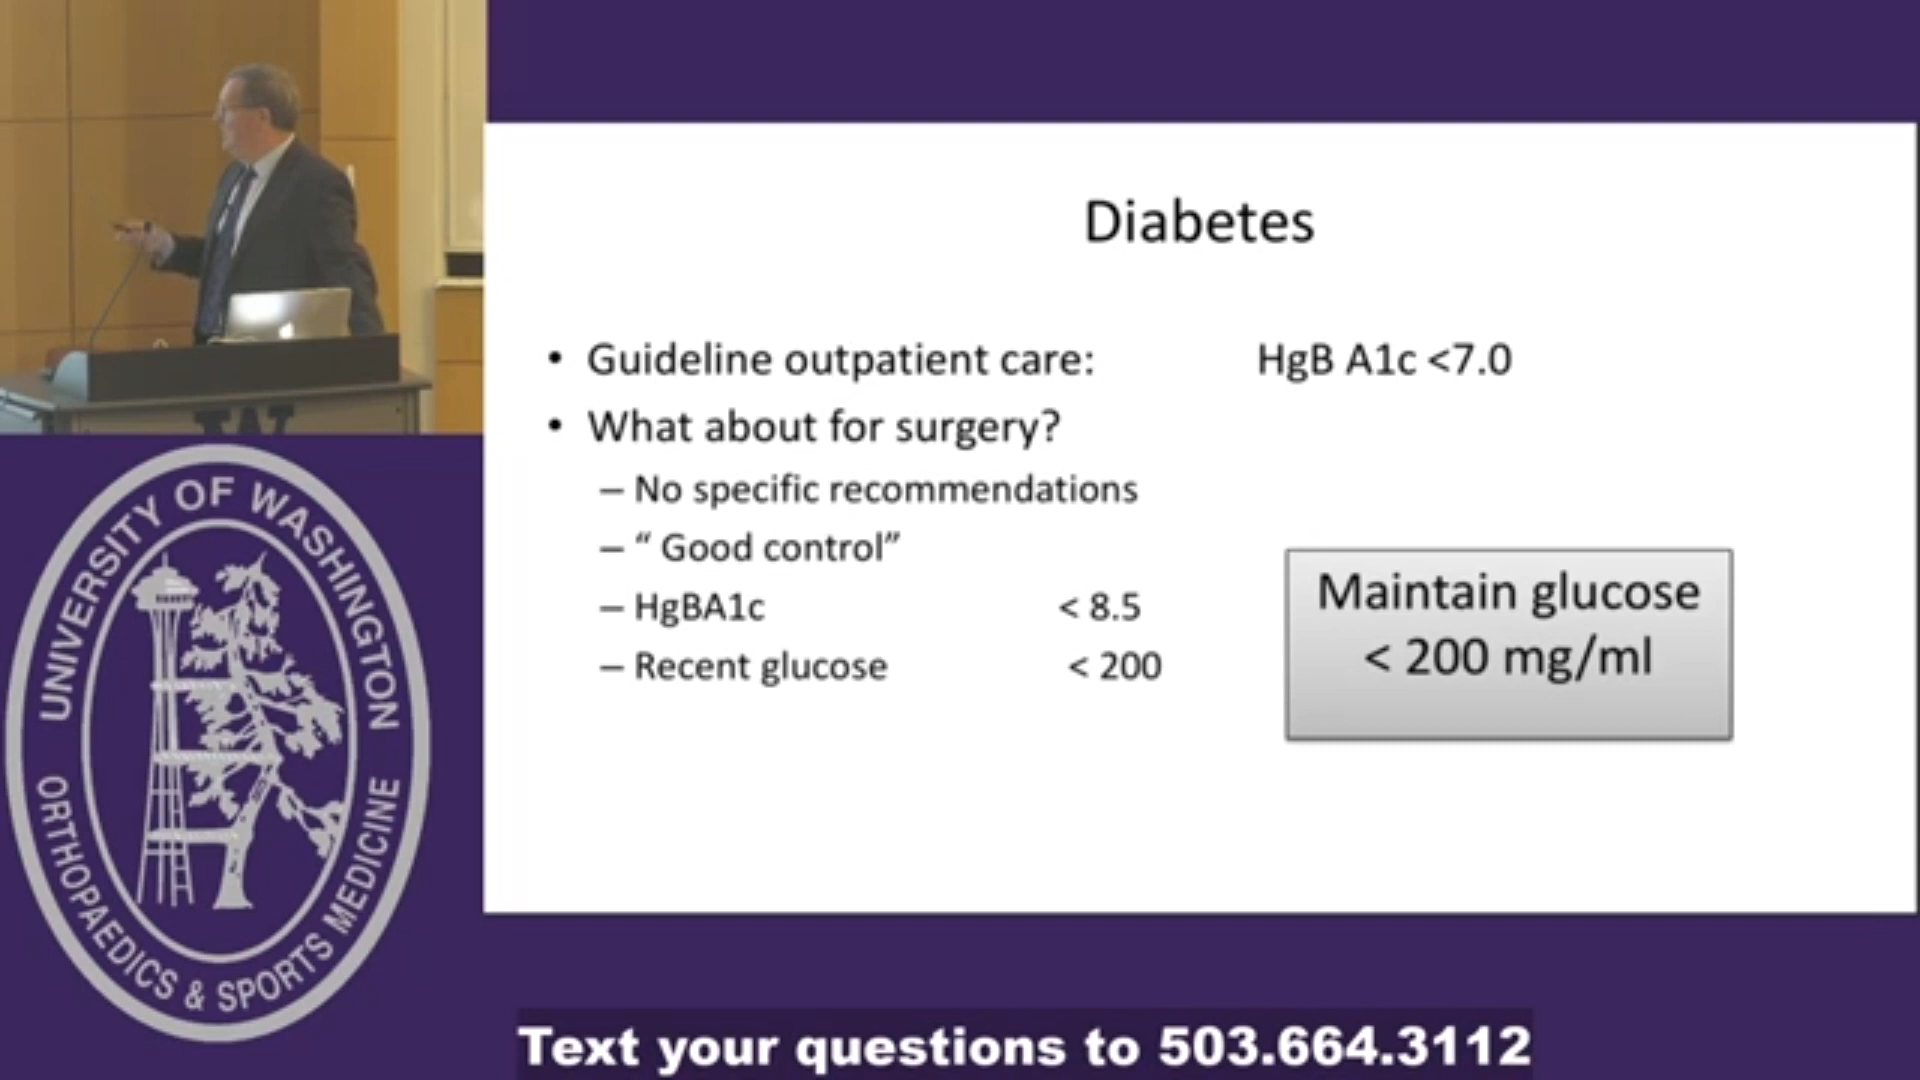 Diabetes
• Guideline outpatient care: HgB A1c <7.0
• What about for surgery?
– No specific recommendations
– “ Good control”
– HgBA1c < 8.5
– Recent glucose < 200
Maintain glucose
< 200 mg/ml
UNIVERSITY OF WASHINGTON
ORTHOPAEDICS & SPORTS MEDICINE
Text your questions to 503.664.3112